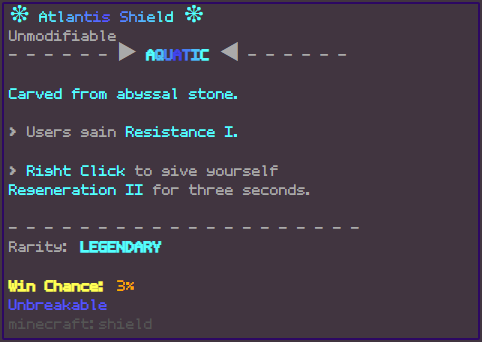 ❉ Atlantis Shield ❉
Unmodifiable
- - - - - - ▶ AQUATIC ◀ - - - - - -
Carved from abyssal stone.
> Users gain Resistance I.
> Right Click to give yourself
Regeneration II for three seconds.
- - - - - - - - - - - - - - - - - - - - -
Rarity: LEGENDARY
Win Chance: 3%
Unbreakable
minecraft:shield